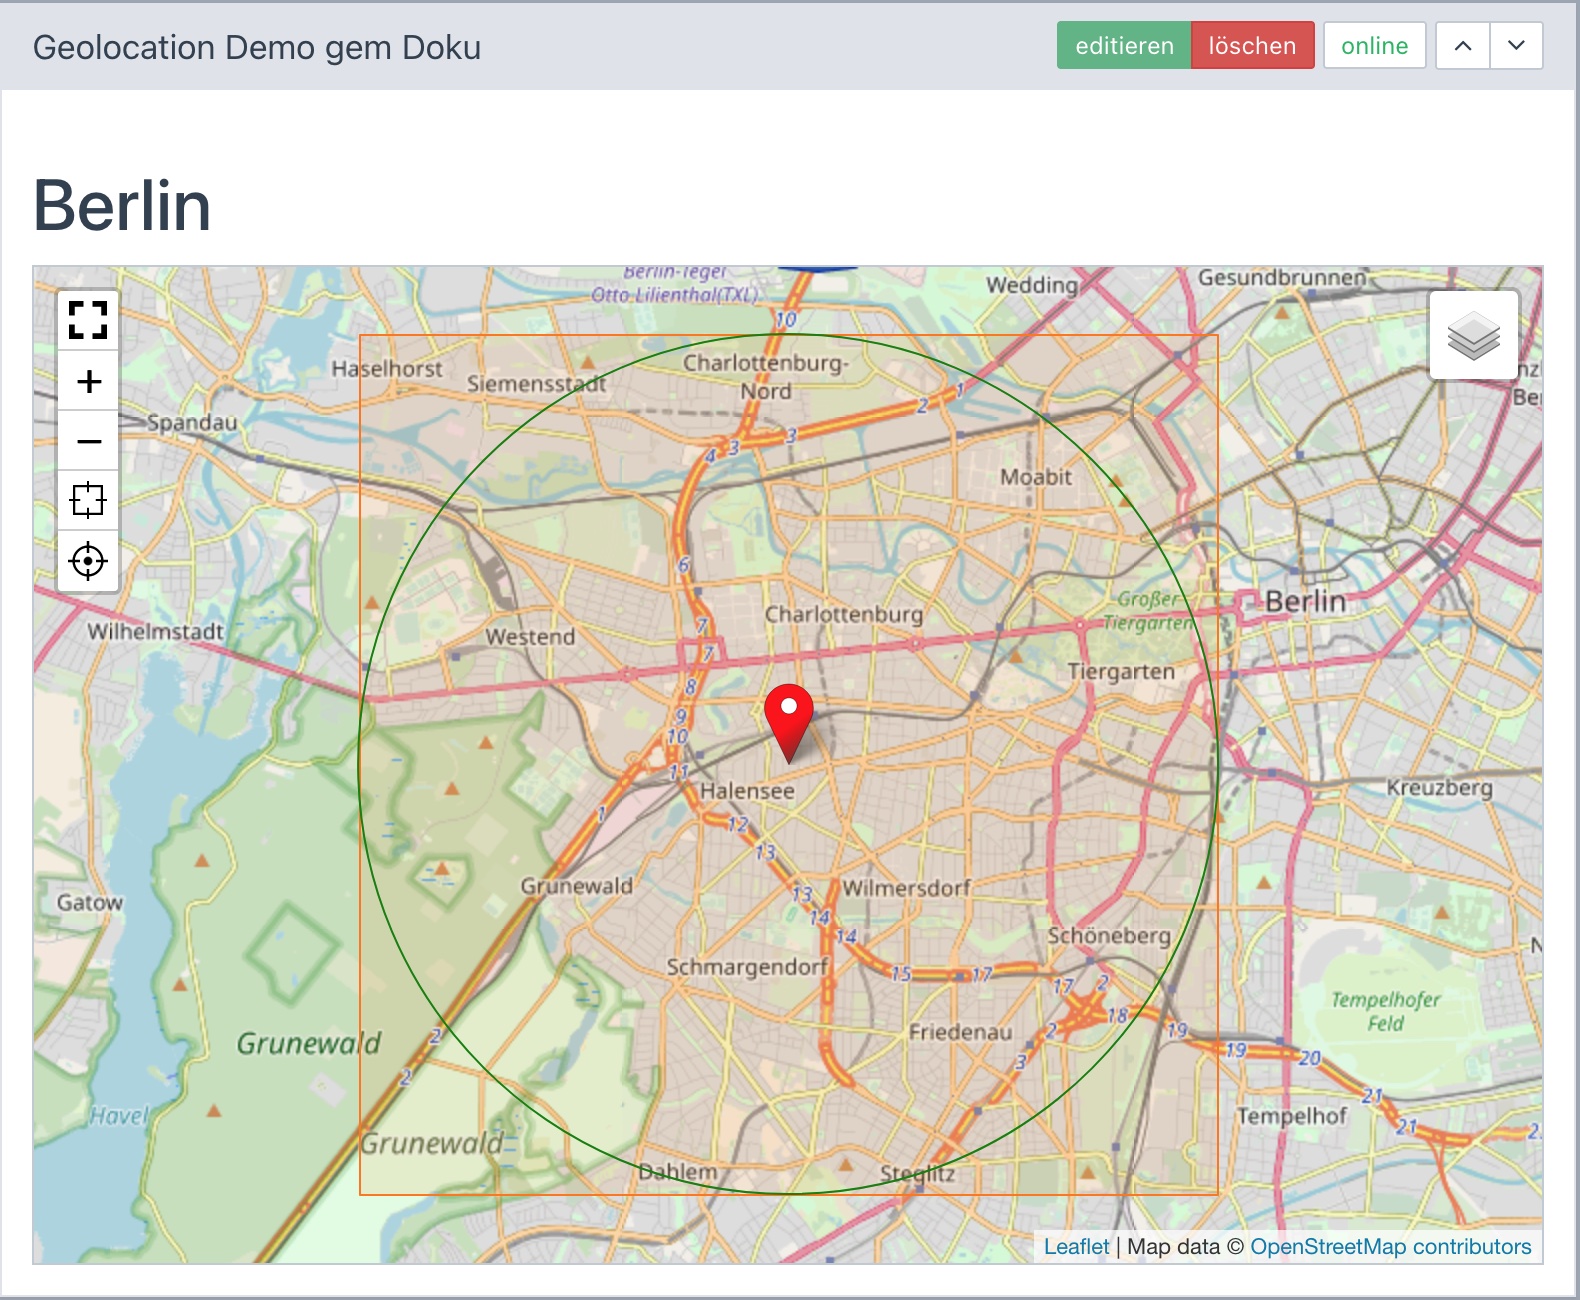 Geolocation Demo gem Doku
editieren
löschen
online
Berlin
Berlin-Tegel
Otto Lilienthal(TXL)
Wedding
Gesundbrunnen
10
Haselhorst
Siemensstadt
Charlottenburg-
Nord
1
2
3
3
4
Spandau
Moabit
6
Wilhelmstadt
Westend
7
7
Charlottenburg
Großer
Tiergarten
Berlin
Tiergarten
8
9
10
11
Halensee
Kreuzberg
1
12
13
Grunewald
13
Wilmersdorf
Gatow
14
14
Schöneberg
Schmargendorf
15
17
17
2
18
Tempelhofer
Feld
Friedenau
2
19
3
19
20
Grunewald
2
2
21
21
Havel
Tempelhof
Grunewald
Dahlem
Steglitz
Leaflet | Map data © OpenStreetMap contributors